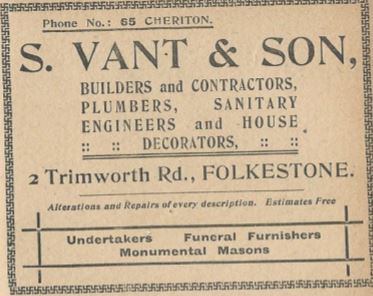 Phone No.: 65 CHERITON.
S. VANT & SON,
BUILDERS and CONTRACTORS,
PLUMBERS, SANITARY
ENGINEERS and HOUSE
:: :: DECORATORS, :: ::
2 Trimworth Rd., FOLKESTONE.
Alterations and Repairs of every description. Estimates Free
Undertakers Funeral Furnishers
Monumental Masons